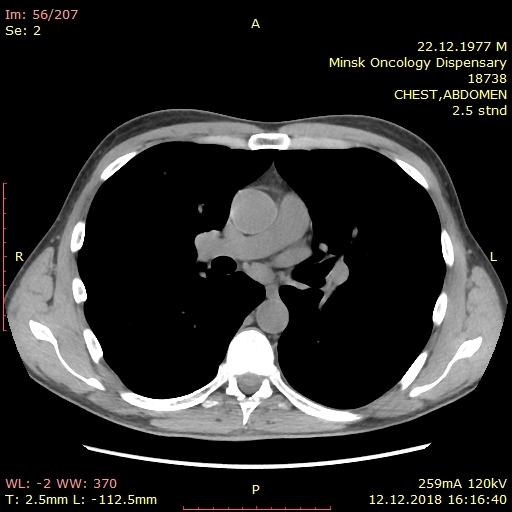 Im: 56/207
Se: 2
A
22.12.1977 M
Minsk Oncology Dispensary
18738
CHEST,ABDOMEN
2.5 stnd
R
L
WL: -2 WW: 370
T: 2.5mm L: -112.5mm
P
259mA 120kV
12.12.2018 16:16:40